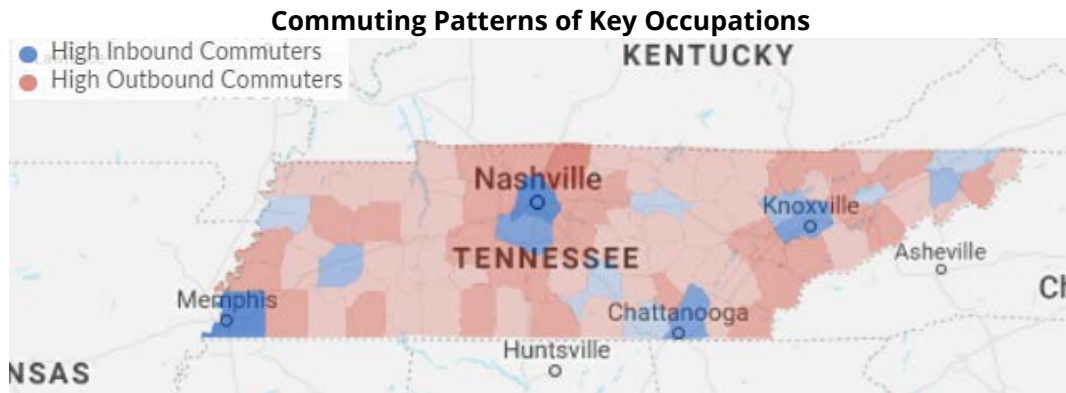 Commuting Patterns of Key Occupations
High Inbound Commuters
High Outbound Commuters
KENTUCKY
Nashville
Knoxville
TENNESSEE
Asheville
Memphis
Ch
Chattanooga
Huntsville
NSAS